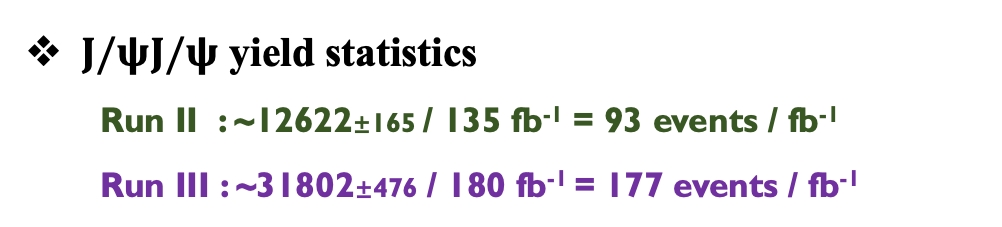 ❖ J/ψJ/ψ yield statistics
Run II : ~12622±165 / 135 fb⁻¹ = 93 events / fb⁻¹
Run III : ~31802±476 / 180 fb⁻¹ = 177 events / fb⁻¹